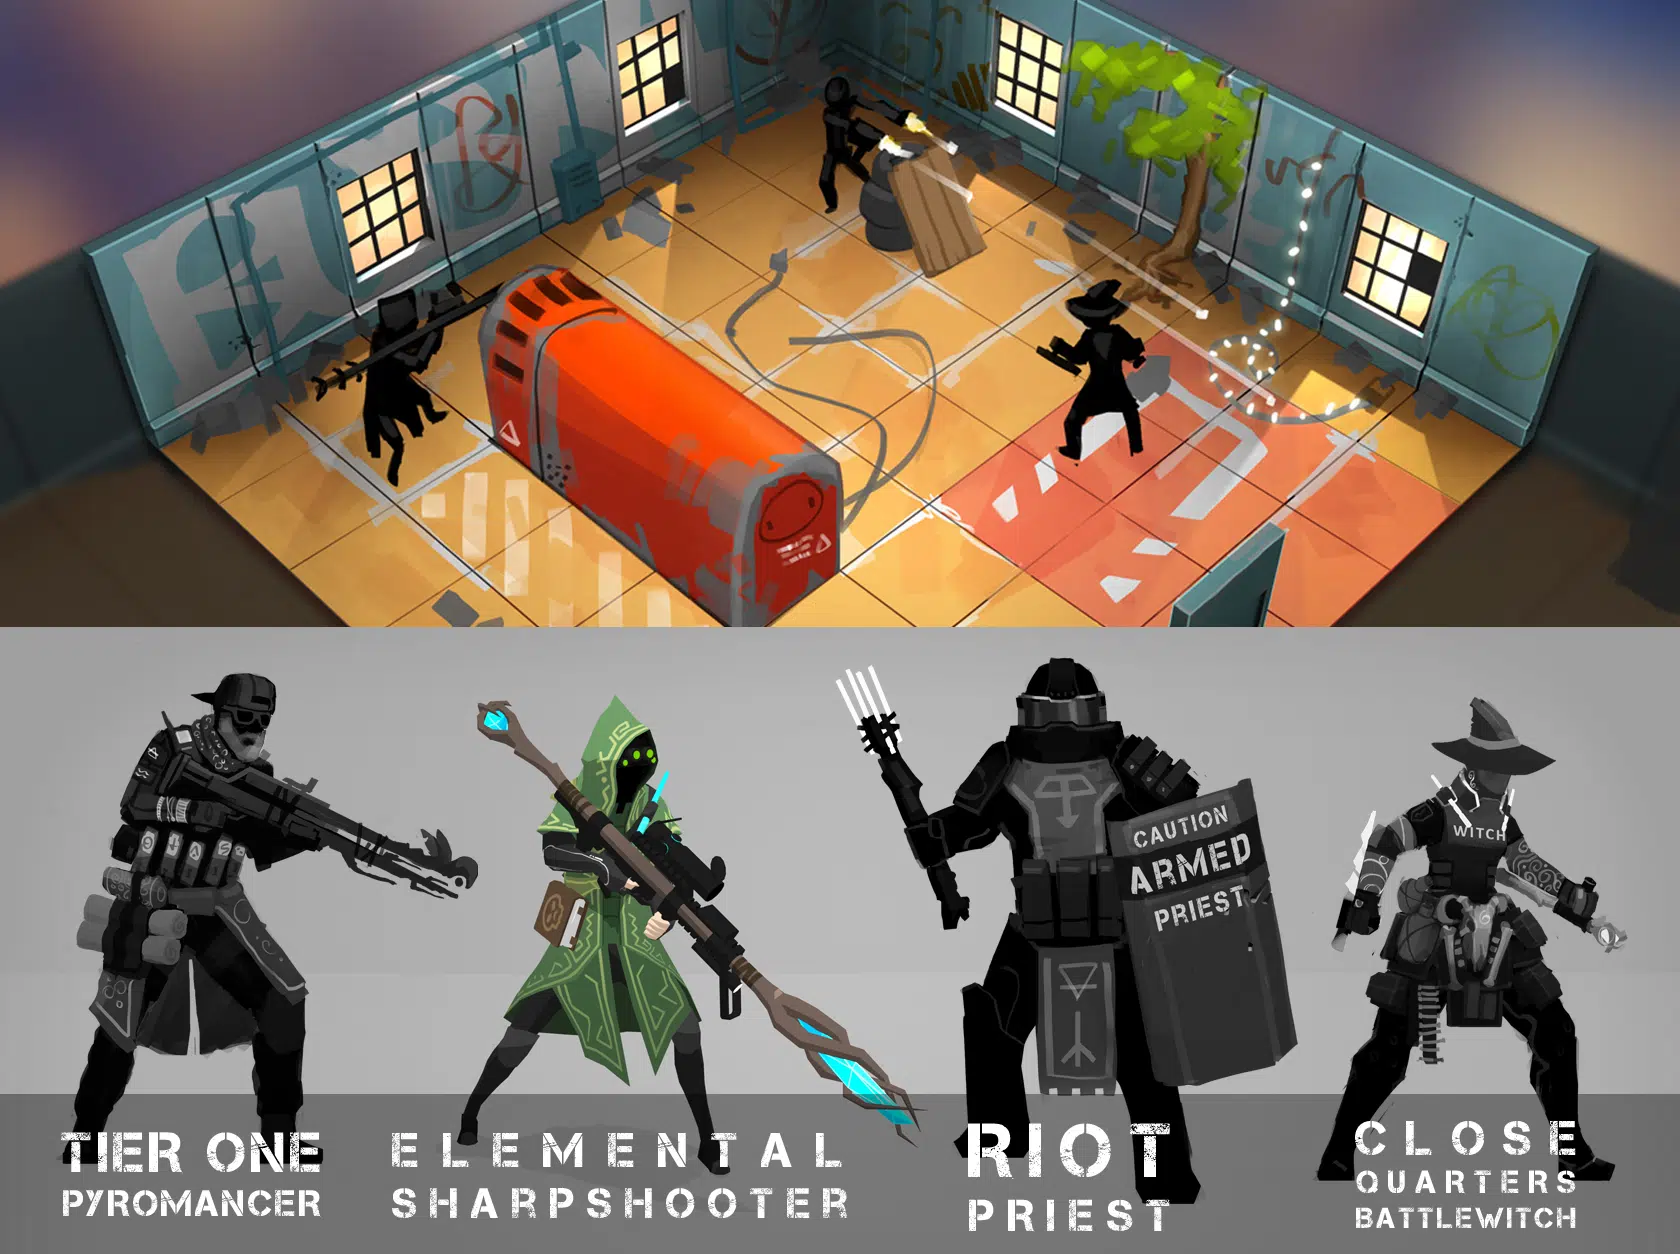 CAUTION
ARMED
PRIEST
WITCH
TIER ONE
PYROMANCER
ELEMENTAL
SHARPSHOOTER
RIOT
PRIEST
CLOSE
QUARTERS
BATTLEWITCH